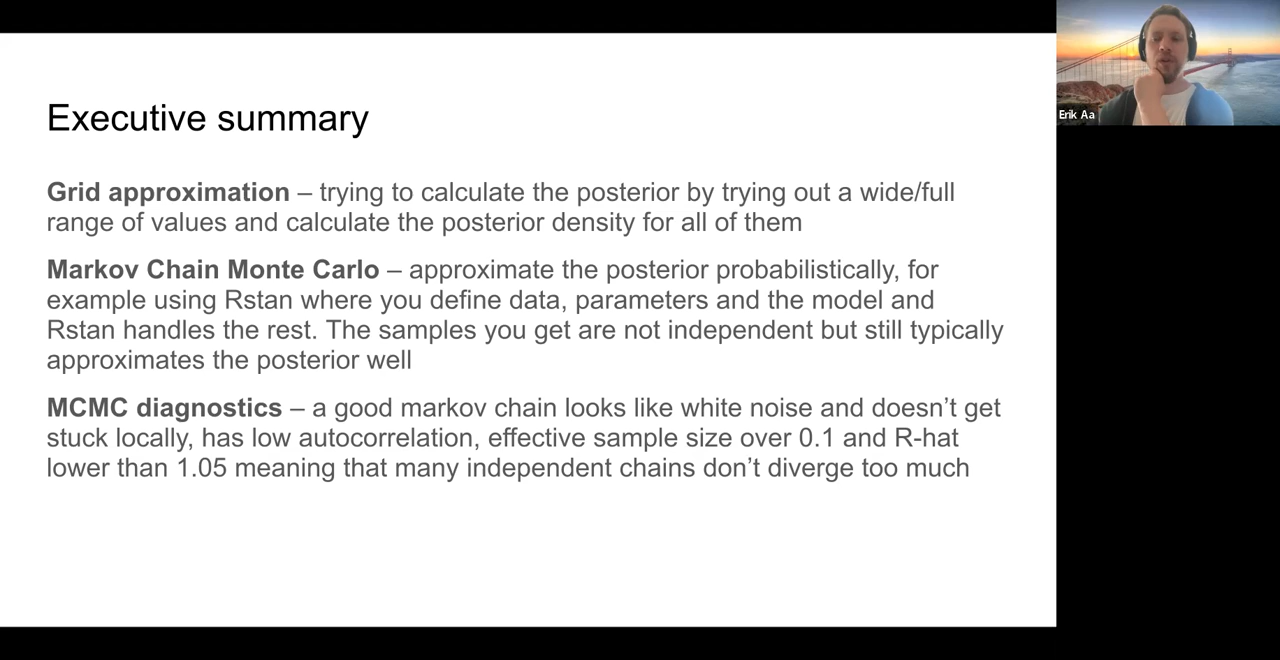 Executive summary
Grid approximation – trying to calculate the posterior by trying out a wide/full
range of values and calculate the posterior density for all of them
Markov Chain Monte Carlo – approximate the posterior probabilistically, for
example using Rstan where you define data, parameters and the model and
Rstan handles the rest. The samples you get are not independent but still typically
approximates the posterior well
MCMC diagnostics – a good markov chain looks like white noise and doesn’t get
stuck locally, has low autocorrelation, effective sample size over 0.1 and R-hat
lower than 1.05 meaning that many independent chains don’t diverge too much
Erik Aa